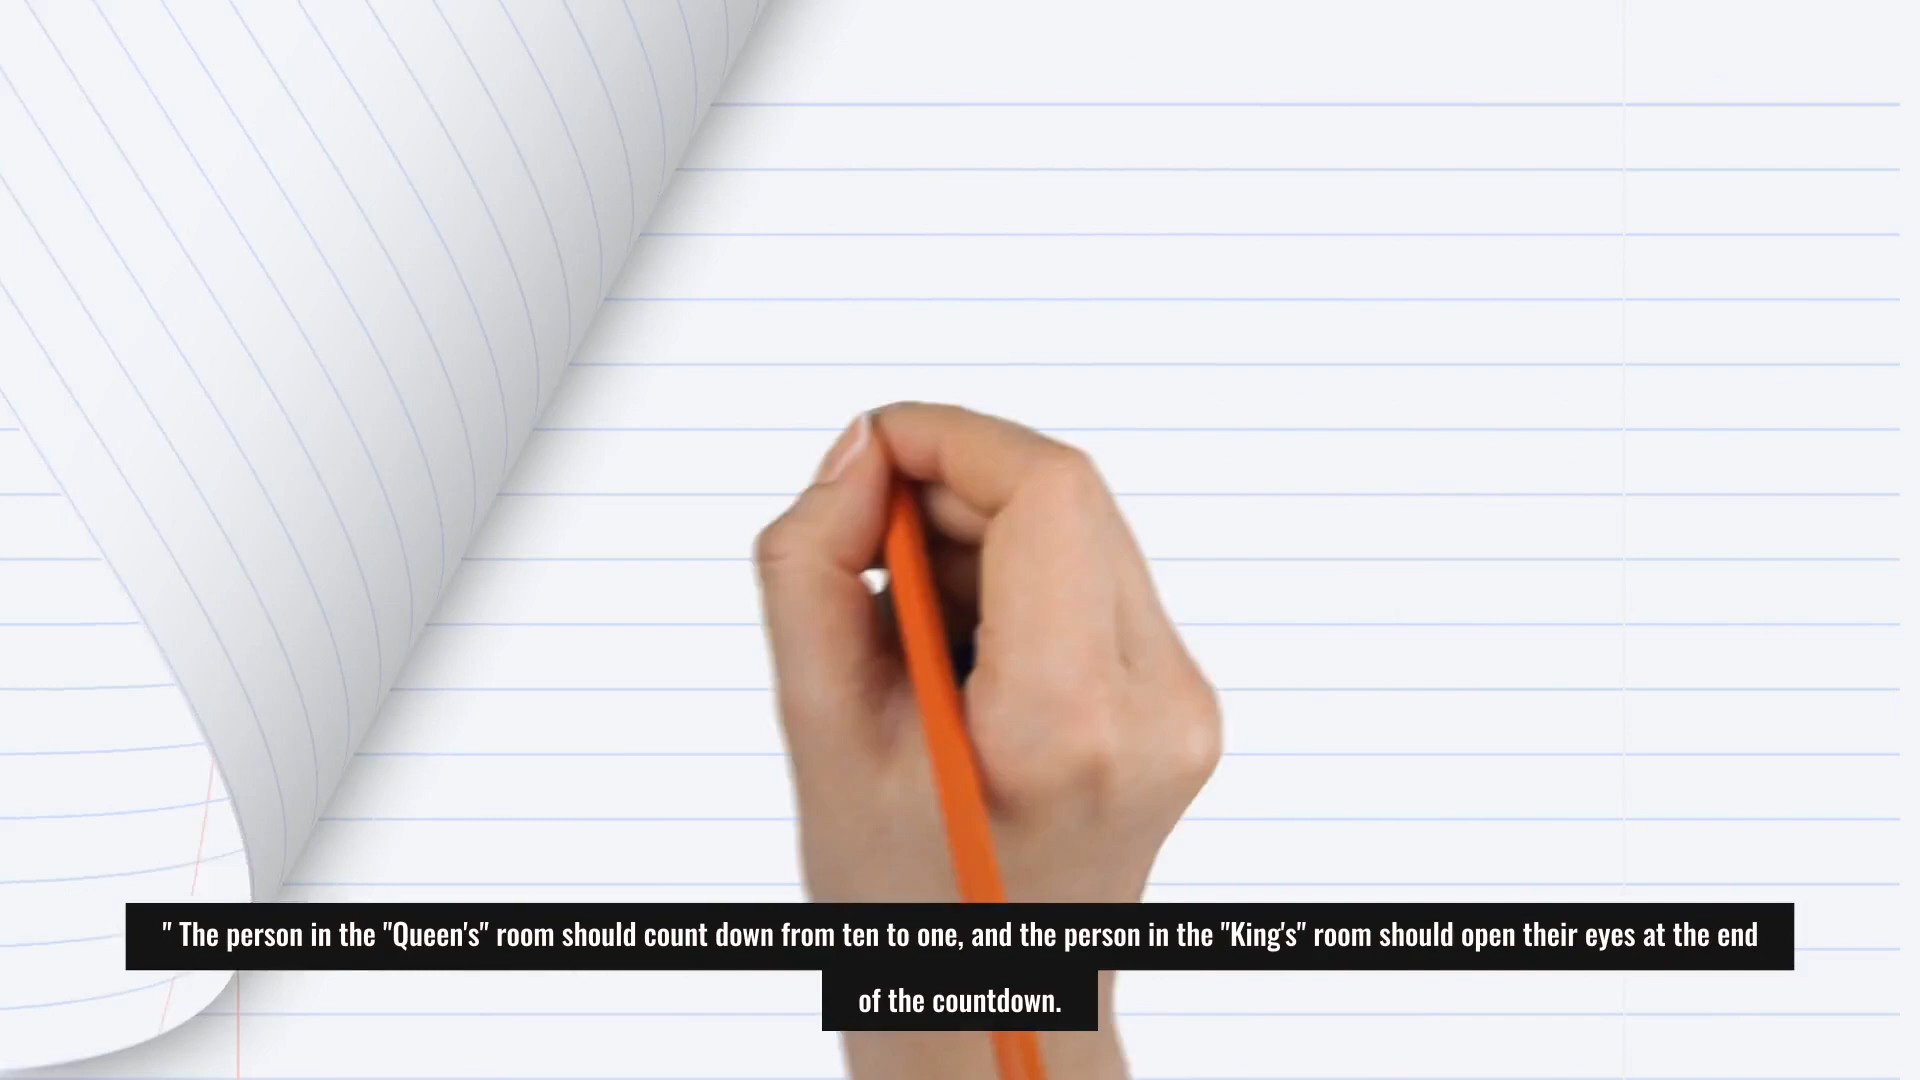 " The person in the "Queen's" room should count down from ten to one, and the person in the "King's" room should open their eyes at the end
of the countdown.